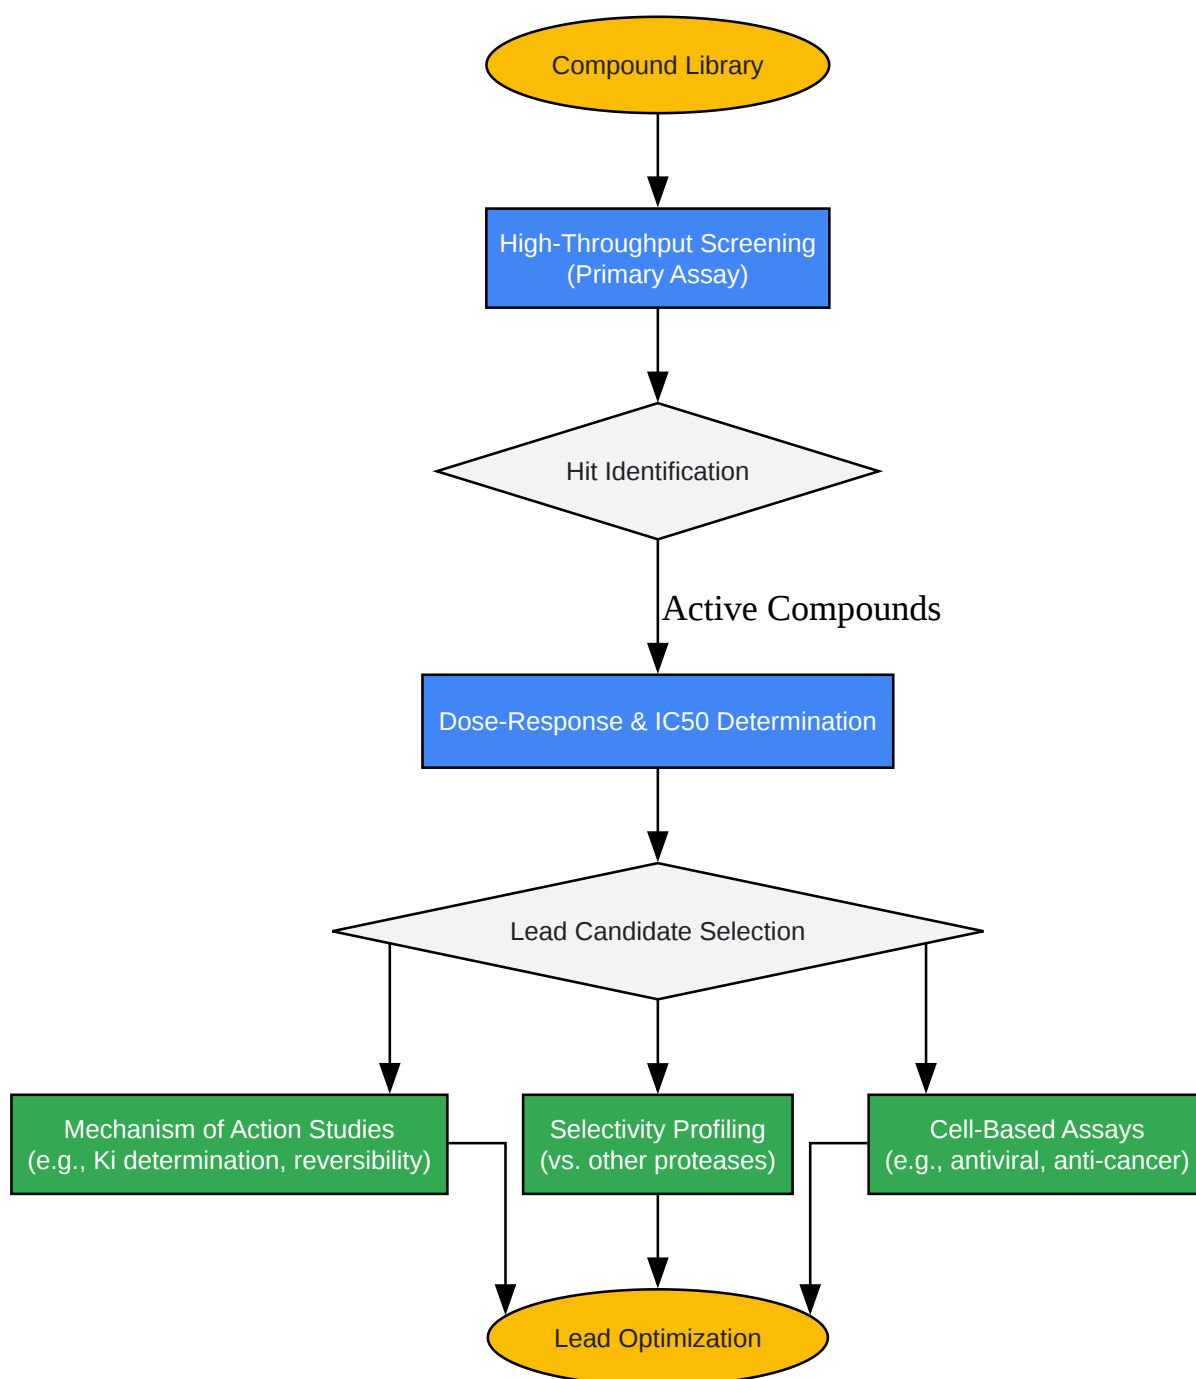 Compound Library
High-Throughput Screening
(Primary Assay)
Hit Identification
Active Compounds
Dose-Response & IC50 Determination
Lead Candidate Selection
Mechanism of Action Studies
(e.g., Ki determination, reversibility)
Selectivity Profiling
(vs. other proteases)
Cell-Based Assays
(e.g., antiviral, anti-cancer)
Lead Optimization